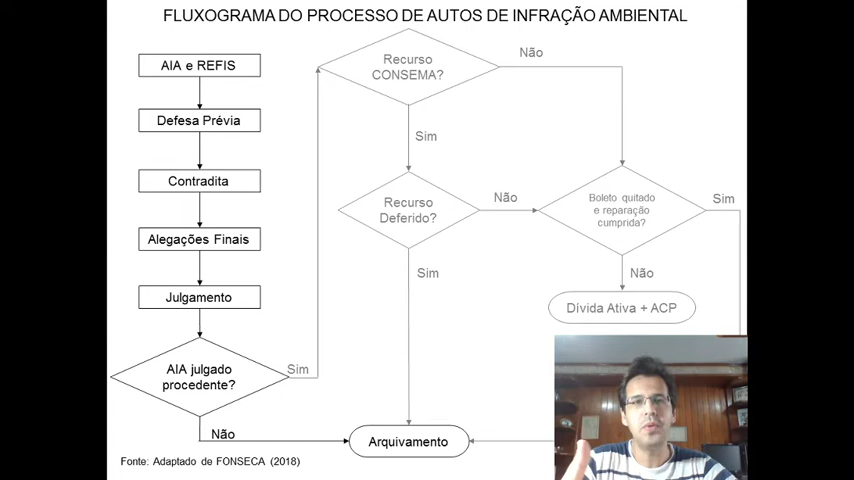 FLUXOGRAMA DO PROCESSO DE AUTOS DE INFRAÇÃO AMBIENTAL
AIA e REFIS
Defesa Prévia
Contradita
Alegações Finais
Julgamento
AIA julgado
procedente?
Sim
Não
Recurso
CONSEMA?
Não
Sim
Recurso
Deferido?
Não
Sim
Boleto quitado
e reparação
cumprida?
Sim
Não
Dívida Ativa + ACP
Arquivamento
Fonte: Adaptado de FONSECA (2018)